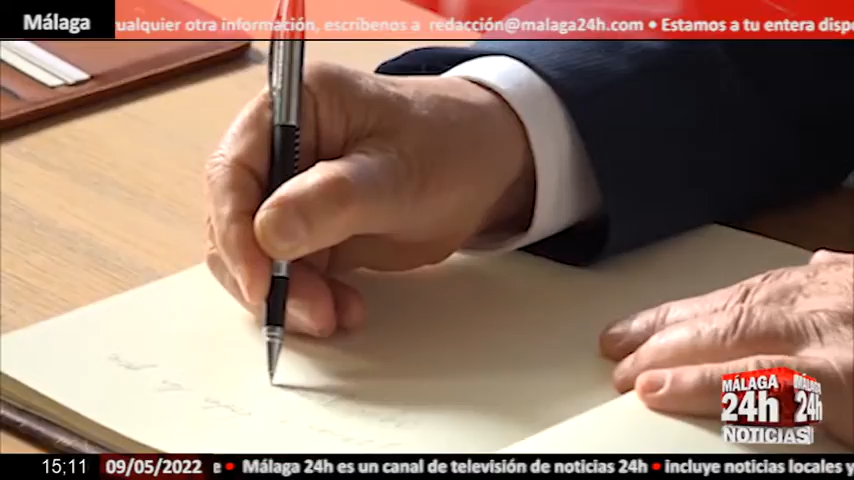 Málaga
ualquier otra información, escríbenos a redacción@malaga24h.com • Estamos a tu entera dispo
MÁLAGA
24h
NOTICIAS
MÁLAGA
24h
15:11 09/05/2022 e • Málaga 24h es un canal de televisión de noticias 24h • incluye noticias locales y